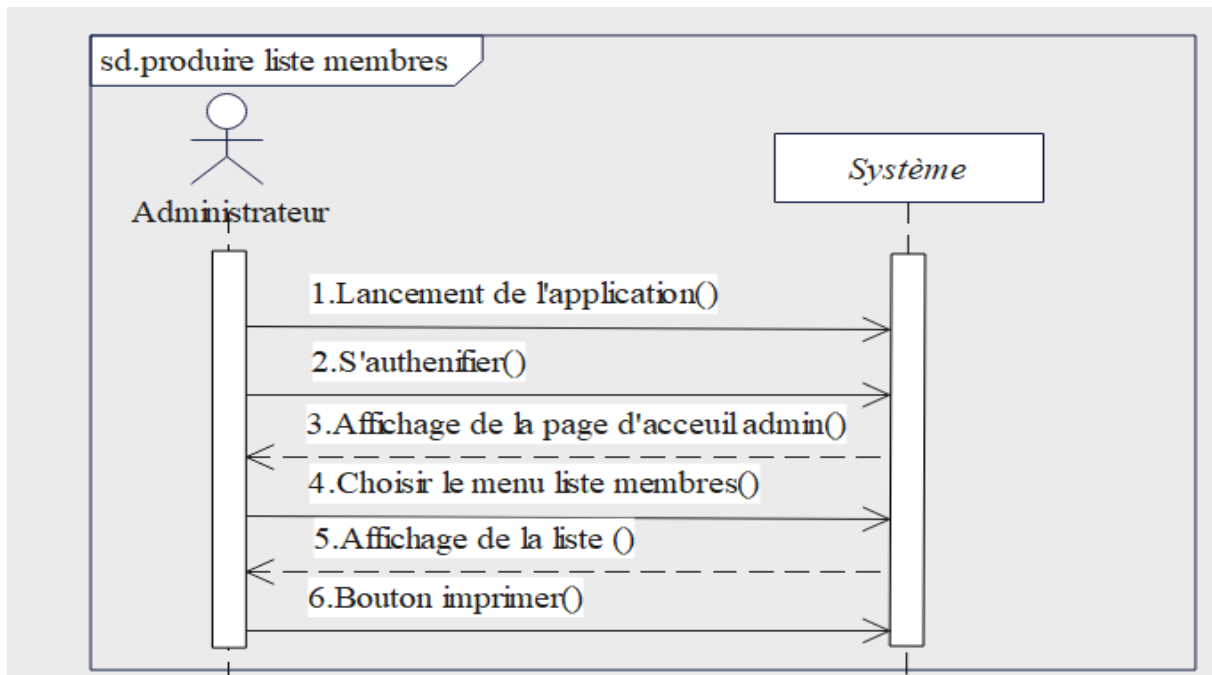 sd.produire liste membres
Système
Administrateur
1.Lancement de l'application()
2.S'authenifier()
3.Affichage de la page d'acceuil admin()
4.Choisir le menu liste membres()
5.Affichage de la liste ()
6.Bouton imprimer()